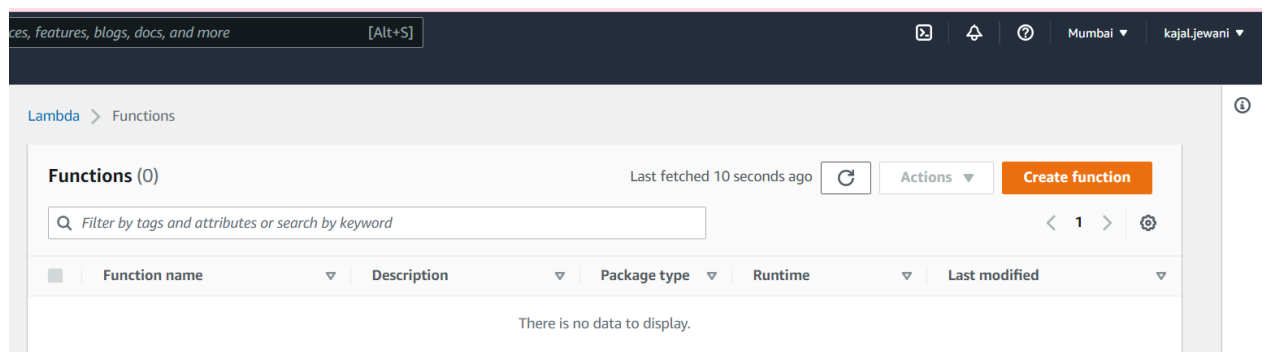 ces, features, blogs, docs, and more [Alt+S] Mumbai ▼ kajal.jewani ▼
Lambda > Functions
Functions (0) Last fetched 10 seconds ago Actions ▼ Create function
Filter by tags and attributes or search by keyword < 1 >
Function name Description Package type Runtime Last modified
There is no data to display.